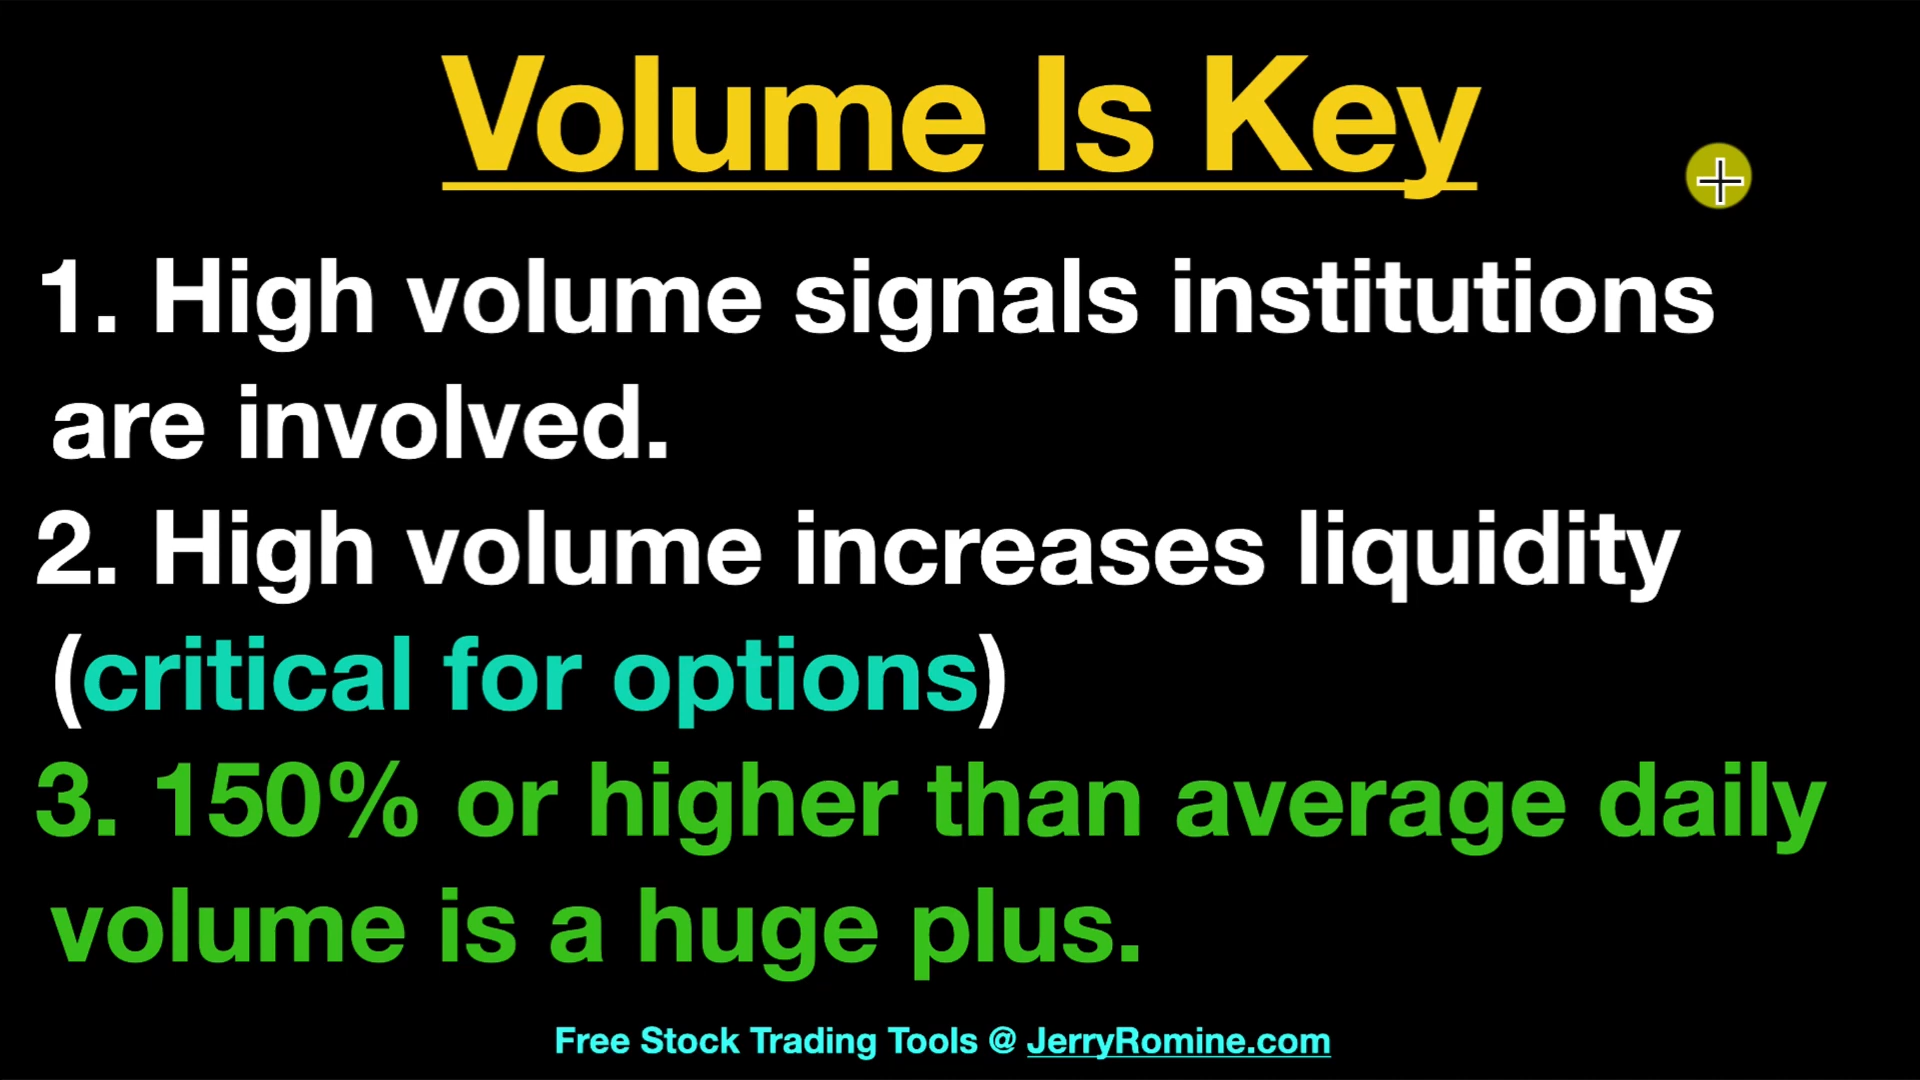 Volume Is Key
1. High volume signals institutions
are involved.
2. High volume increases liquidity
(critical for options)
3. 150% or higher than average daily
volume is a huge plus.
Free Stock Trading Tools @ JerryRomine.com